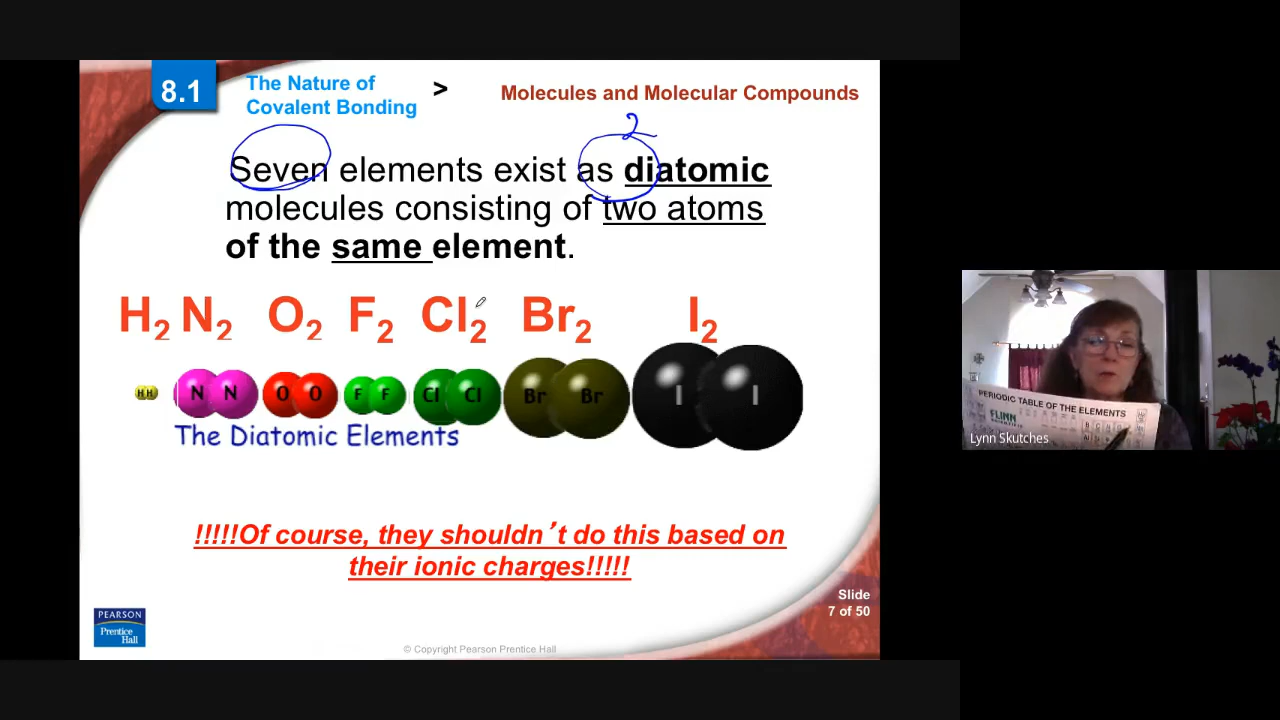 8.1
The Nature of
Covalent Bonding
>
Molecules and Molecular Compounds
2
Seven elements exist as diatomic
molecules consisting of two atoms
of the same element.
H2 N2 O2 F2 Cl2 Br2 I2
H H N N O O F F Cl Cl Br Br I I
The Diatomic Elements
!!!!!Of course, they shouldn't do this based on
their ionic charges!!!!!
Slide
7 of 50
PEARSON
Prentice
Hall
© Copyright Pearson Prentice Hall
PERIODIC TABLE OF THE ELEMENTS
FLINN
SCIENTIFIC
Lynn Skutches